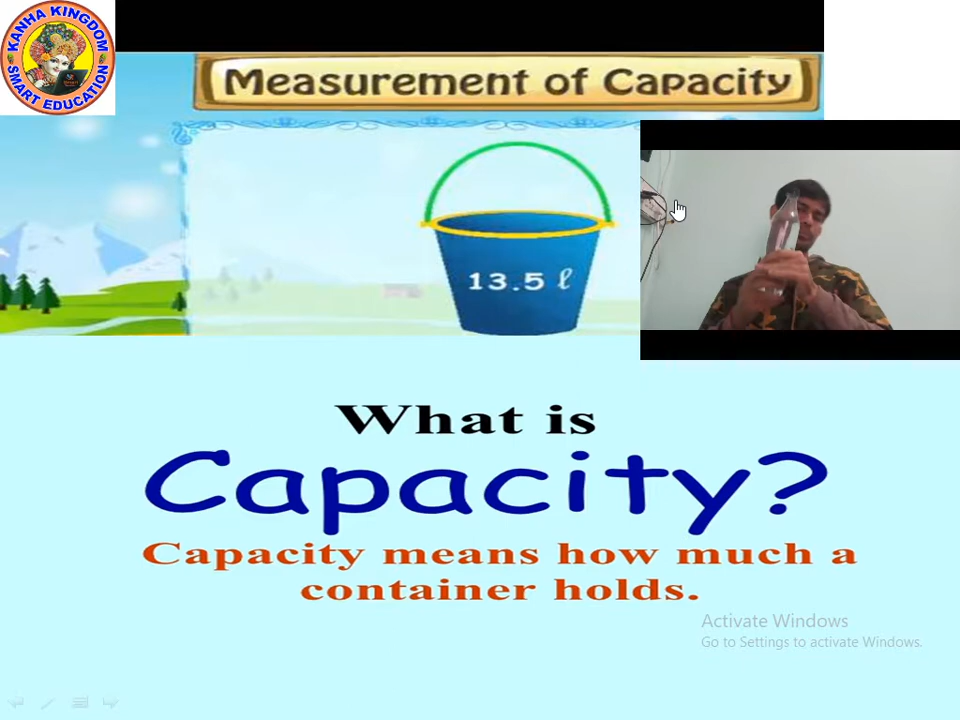 KANHA KINGDOM
SMART EDUCATION
Measurement of Capacity
13.5 ℓ
What is
Capacity?
Capacity means how much a
container holds.
Activate Windows
Go to Settings to activate Windows.